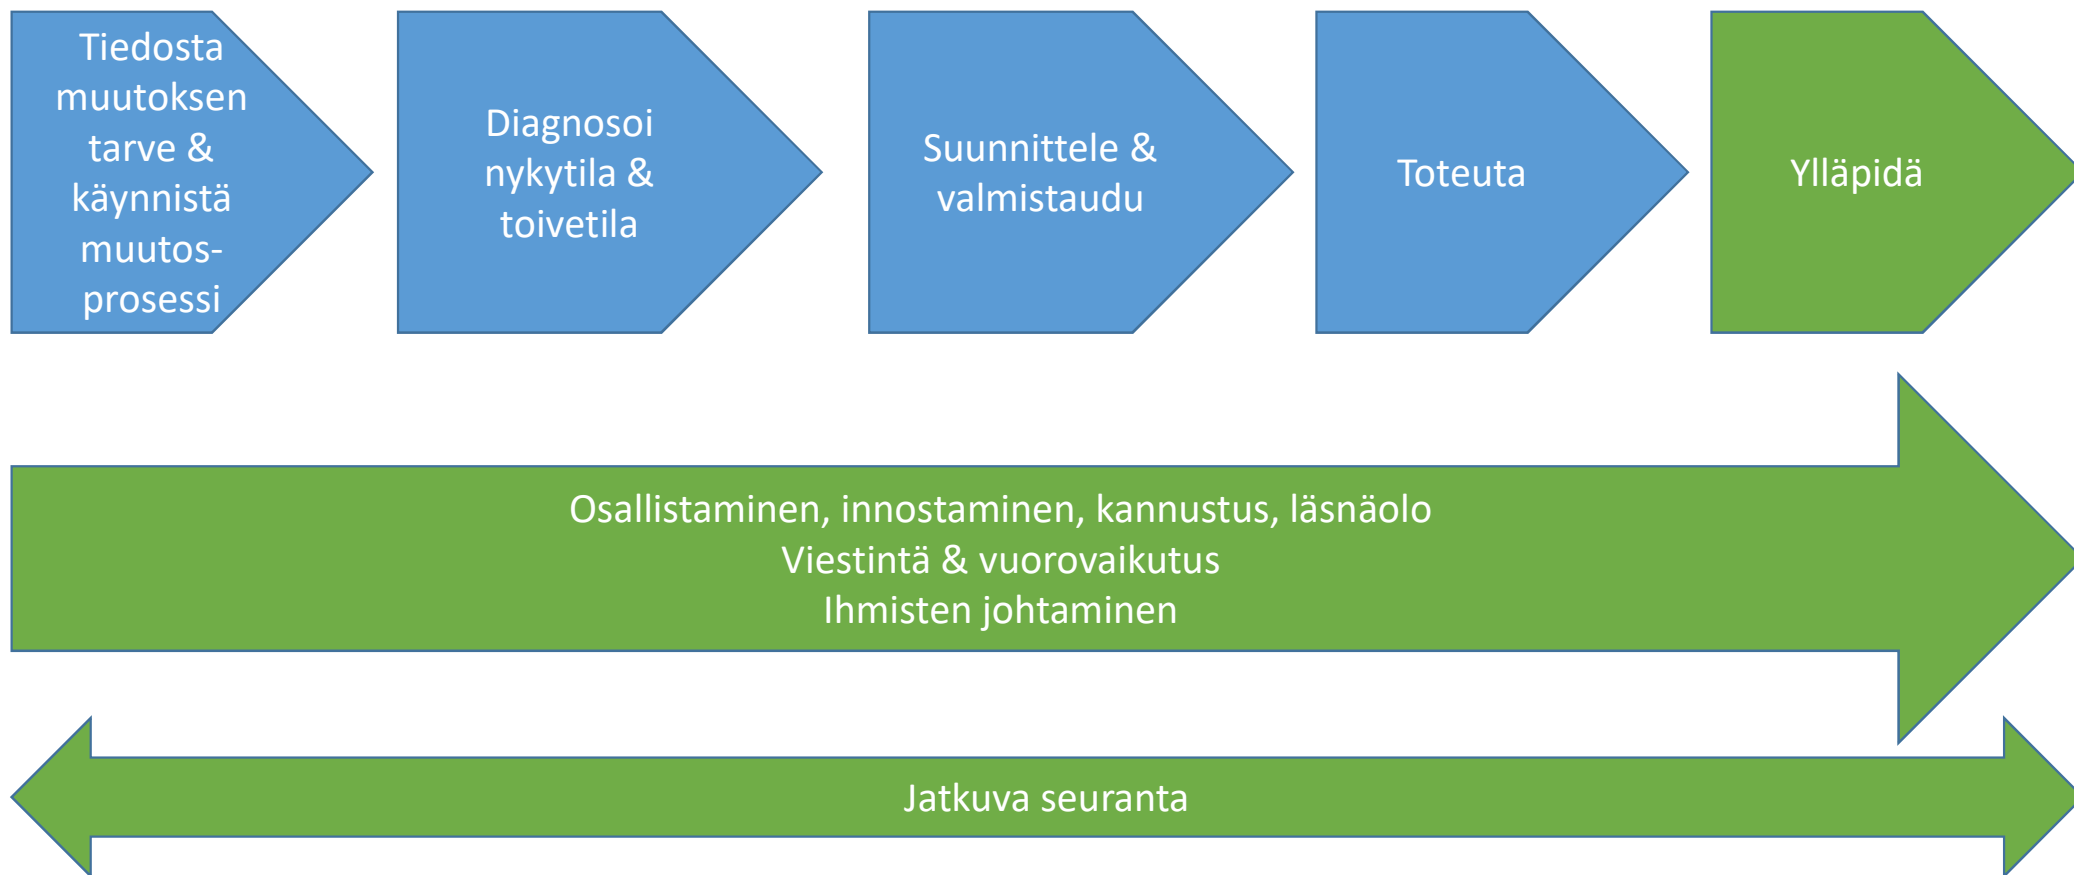 Tiedosta
muutoksen
tarve &
käynnistä
muutos-
prosessi
Diagnosoi
nykytila &
toivetila
Suunnittele &
valmistaudu
Toteuta
Ylläpidä
Osallistaminen, innostaminen, kannustus, läsnäolo
Viestintä & vuorovaikutus
Ihmisten johtaminen
Jatkuva seuranta